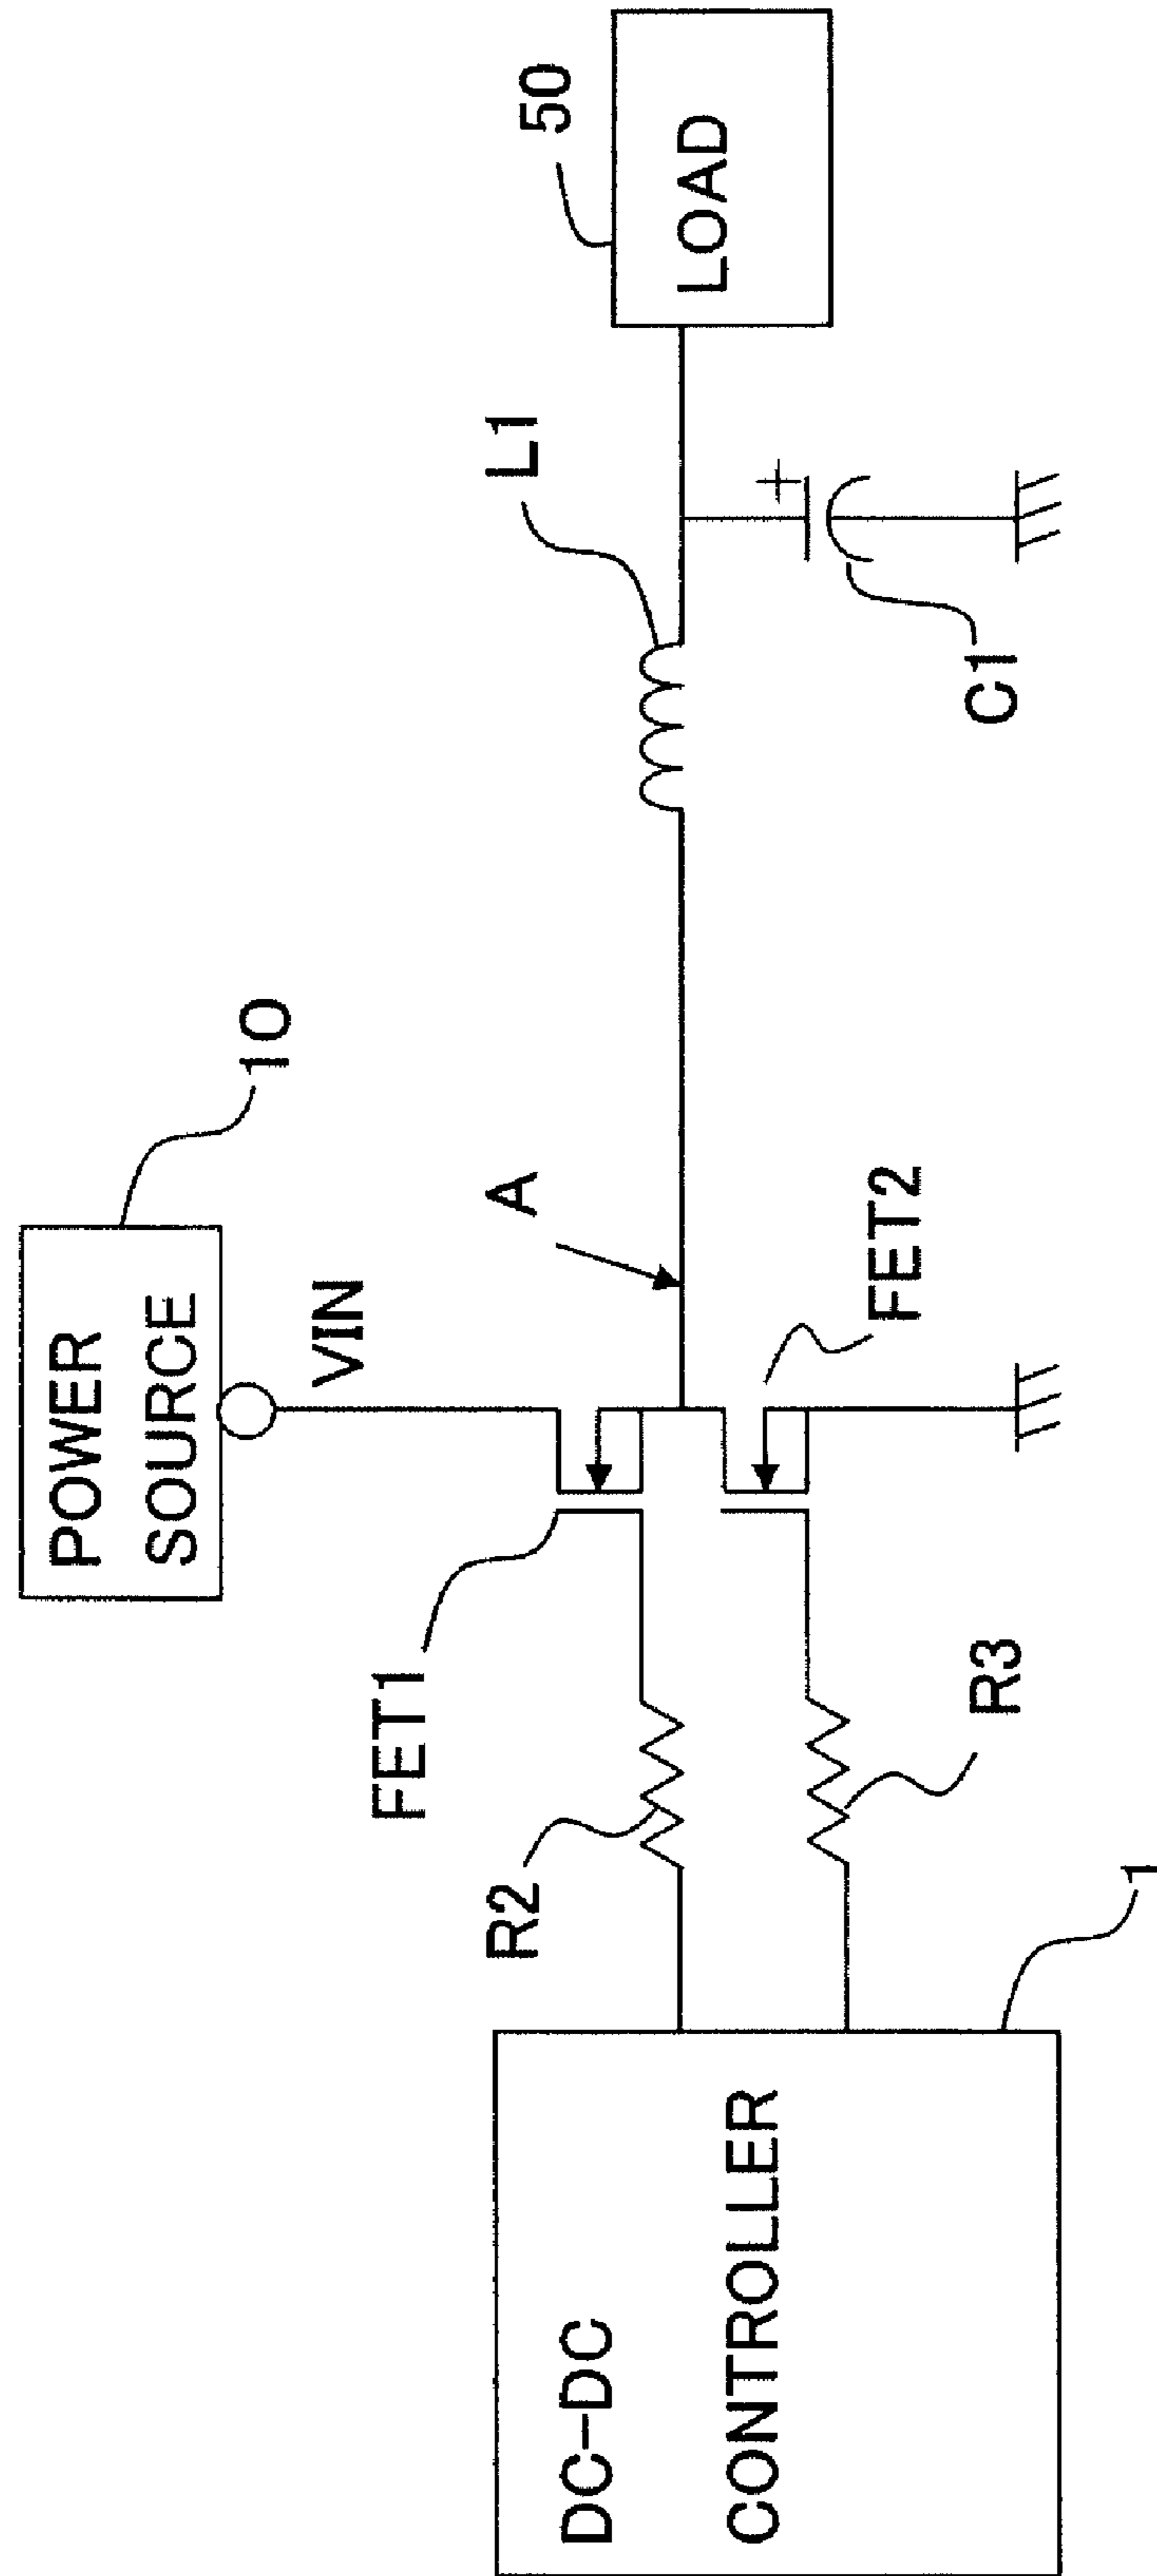 POWER
SOURCE
10
VIN
FET1
A
L1
50
LOAD
R2
FET2
R3
C1
DC-DC
CONTROLLER
1
+